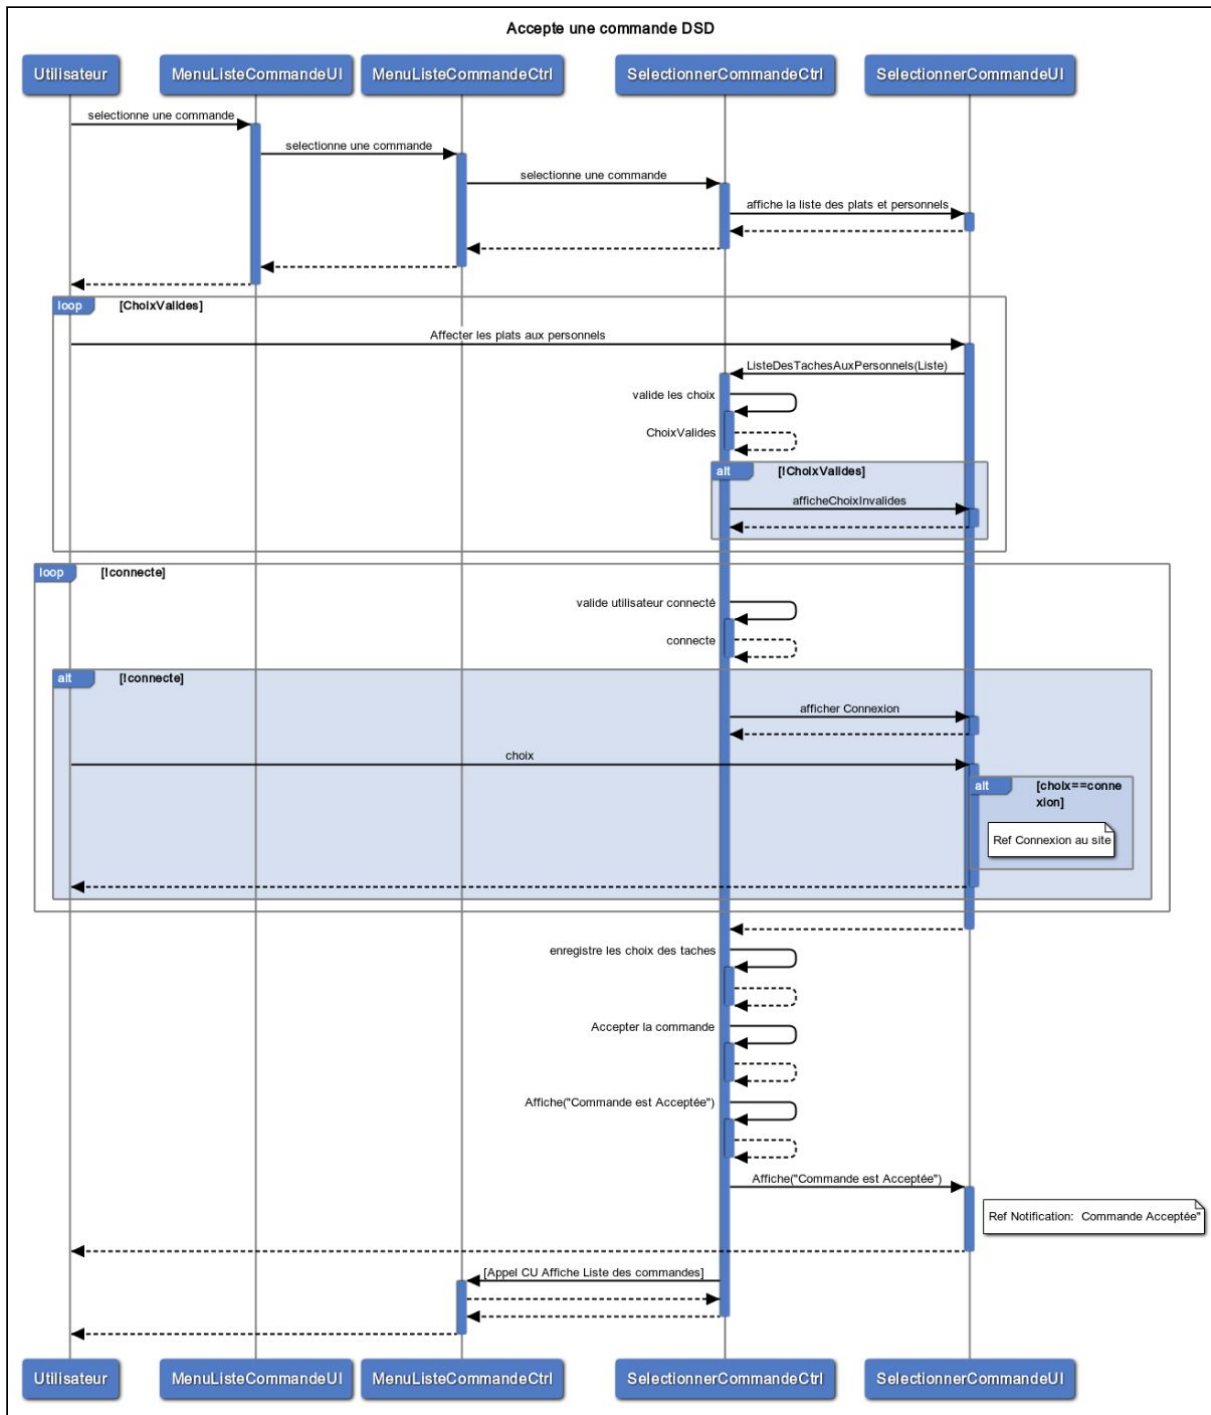 Accepte une commande DSD
Utilisateur
MenuListeCommandeUI
MenuListeCommandeCtrl
SelectionnerCommandeCtrl
SelectionnerCommandeUI
selectionne une commande
selectionne une commande
selectionne une commande
affiche la liste des plats et personnels
loop [ChoixValides]
Affecter les plats aux personnels
ListeDesTachesAuxPersonnels(Liste)
valide les choix
ChoixValides
alt [!ChoixValides]
afficheChoixInvalides
loop [!connecte]
valide utilisateur connecté
connecte
alt [!connecte]
afficher Connexion
choix
alt [choix==conne
xion]
Ref Connexion au site
enregistre les choix des taches
Accepter la commande
Affiche("Commande est Acceptée")
Affiche("Commande est Acceptée")
Ref Notification: Commande Acceptée"
[Appel CU Affiche Liste des commandes]
Utilisateur
MenuListeCommandeUI
MenuListeCommandeCtrl
SelectionnerCommandeCtrl
SelectionnerCommandeUI